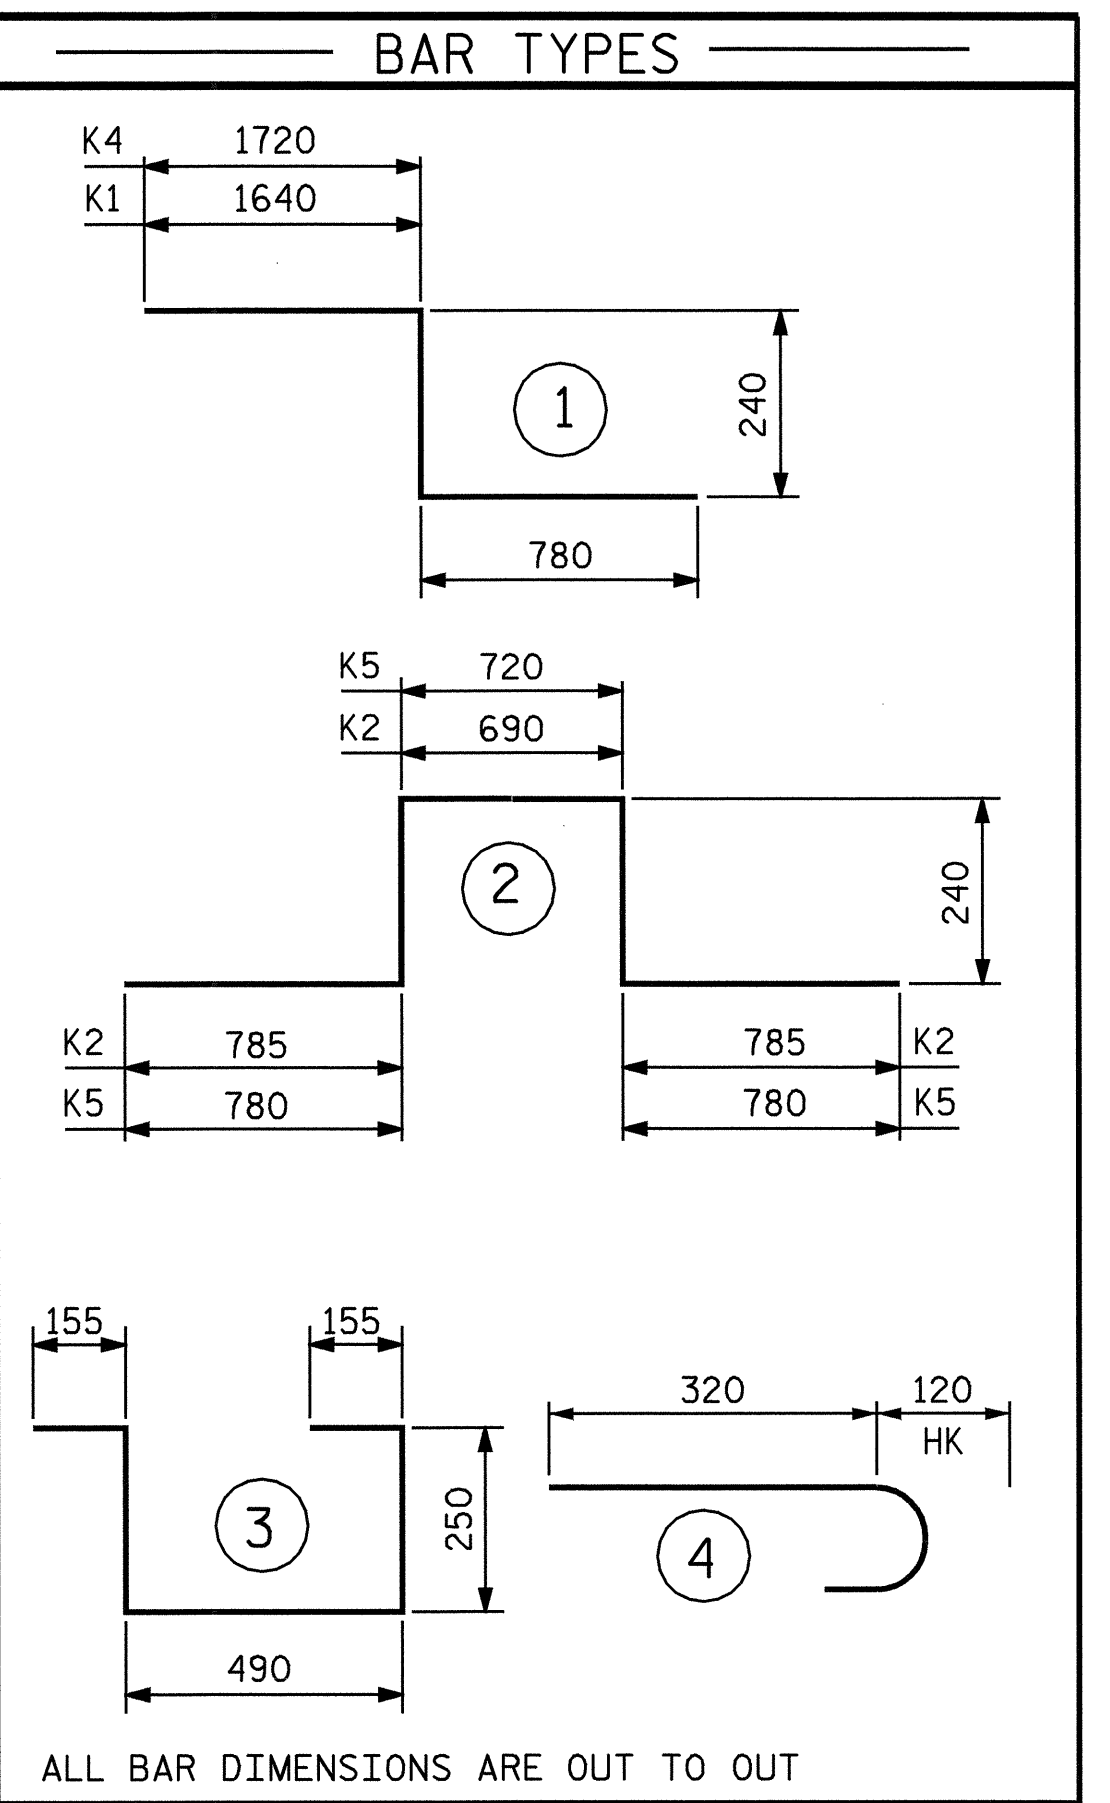 BAR TYPES
K4 1720
K1 1640
1
240
780
K5 720
K2 690
2
240
K2 785 785 K2
K5 780 780 K5
155 155
320 120
HK
3
250
4
490
ALL BAR DIMENSIONS ARE OUT TO OUT